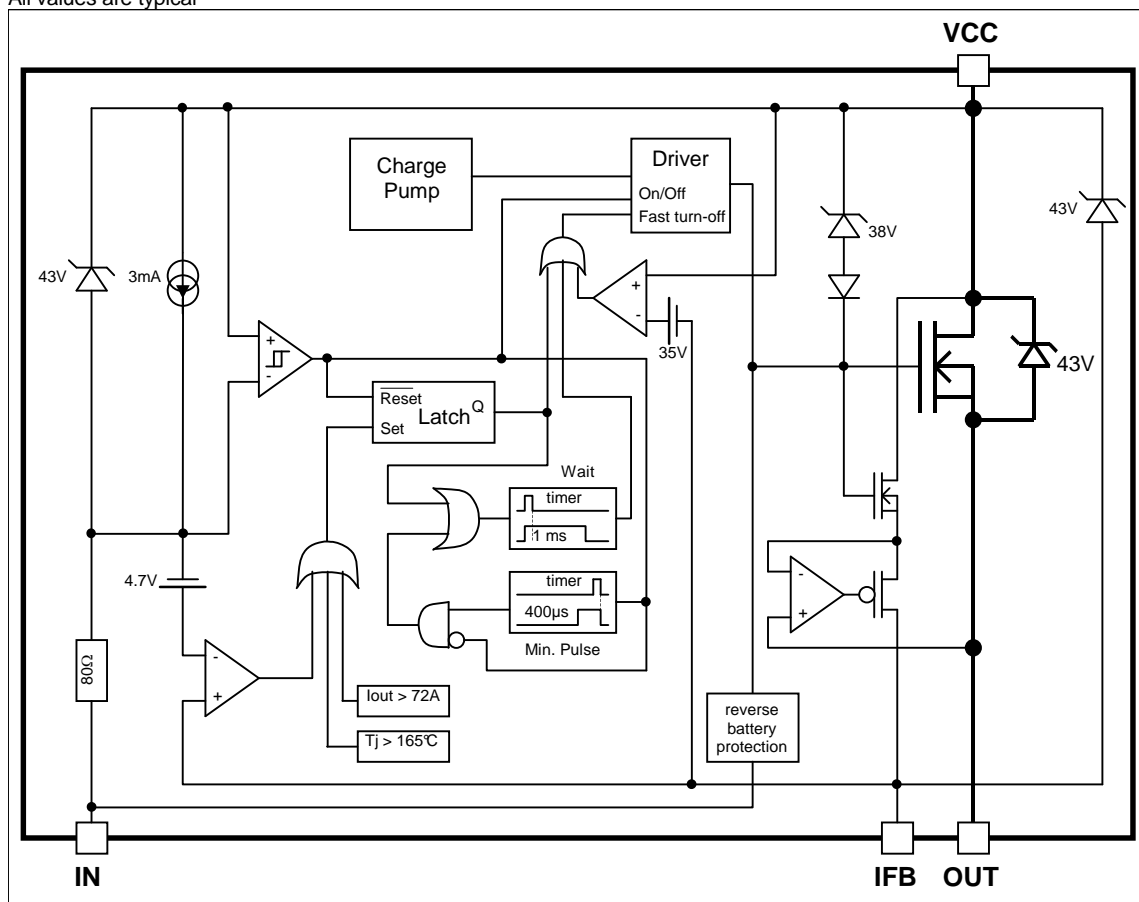 All values are typical
VCC
Charge
Pump
Driver
On/Off
Fast turn-off
43V
3mA
38V
43V
+
-
+
-
35V
43V
Reset
Latch
Q
Set
Wait
timer
1 ms
4.7V
timer
400µs
Min. Pulse
-
+
-
+
80Ω
Iout > 72A
Tj > 165°C
reverse
battery
protection
IN
IFB
OUT